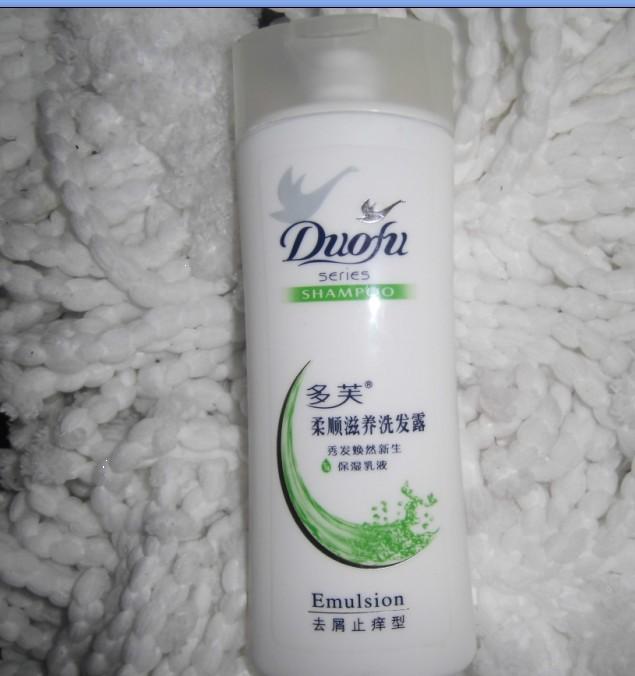 Duofu
series
SHAMPOO
多芙®
柔顺滋养洗发露
秀发焕然新生
保湿乳液
Emulsion
去屑止痒型